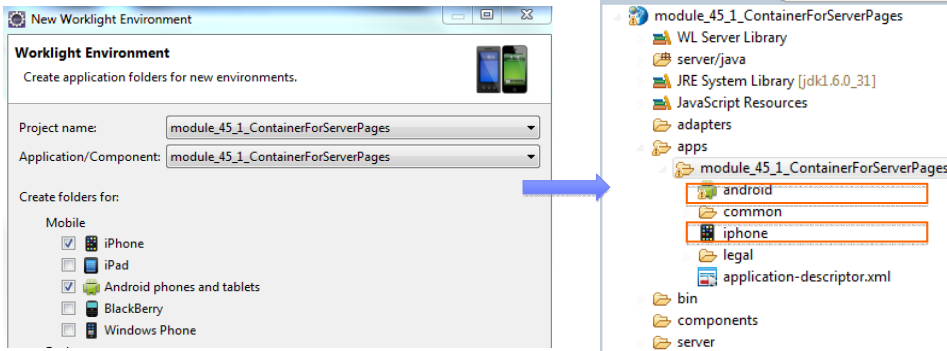 New Worklight Environment
Worklight Environment
Create application folders for new environments.
Project name: module_45_1_ContainerForServerPages
Application/Component: module_45_1_ContainerForServerPages
Create folders for:
Mobile
iPhone
iPad
Android phones and tablets
BlackBerry
Windows Phone
module_45_1_ContainerForServerPages
WL Server Library
server/java
JRE System Library [jdk1.6.0_31]
JavaScript Resources
adapters
apps
module_45_1_ContainerForServerPages
android
common
iphone
legal
application-descriptor.xml
bin
components
server